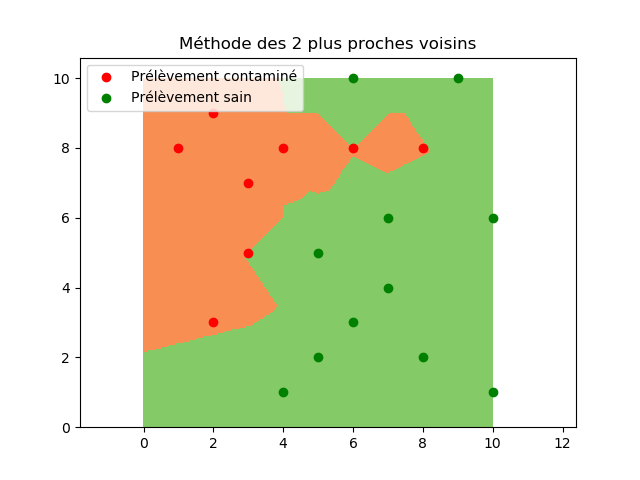 Méthode des 2 plus proches voisins
Prélèvement contaminé
Prélèvement sain
10
8
6
4
2
0
0 2 4 6 8 10 12